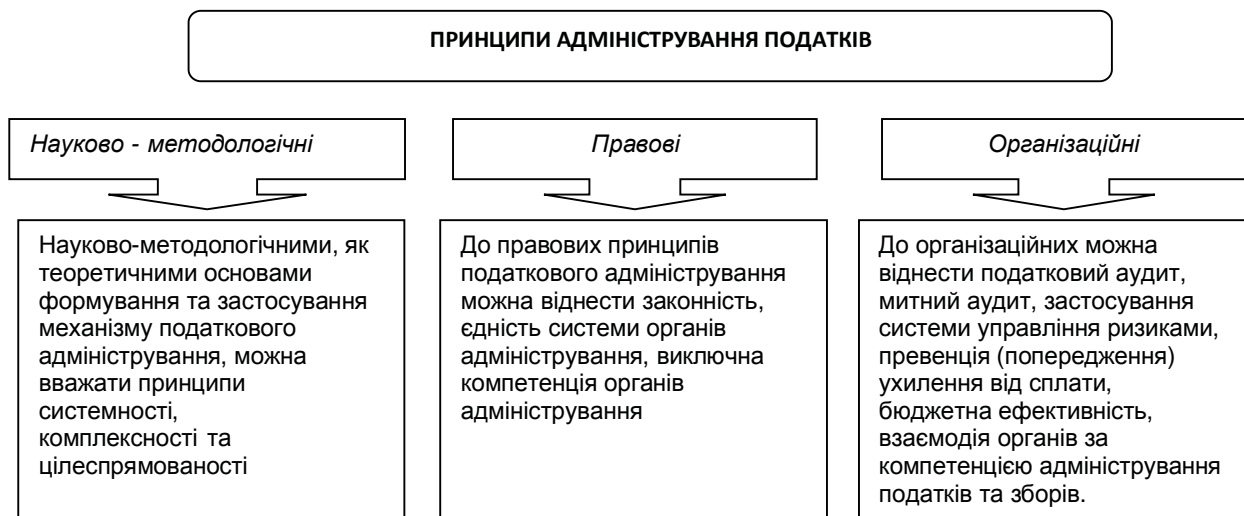 ПРИНЦИПИ АДМІНІСТРУВАННЯ ПОДАТКІВ
Науково - методологічні
Правові
Організаційні
Науково-методологічними, як
теоретичними основами
формування та застосування
механізму податкового
адміністрування, можна
вважати принципи
системності,
комплексності та
цілеспрямованості
До правових принципів
податкового адміністрування
можна віднести законність,
єдність системи органів
адміністрування, виключна
компетенція органів
адміністрування
До організаційних можна
віднести податковий аудит,
митний аудит, застосування
системи управління ризиками,
превенція (попередження)
ухилення від сплати,
бюджетна ефективність,
взаємодія органів за
компетенцією адміністрування
податків та зборів.